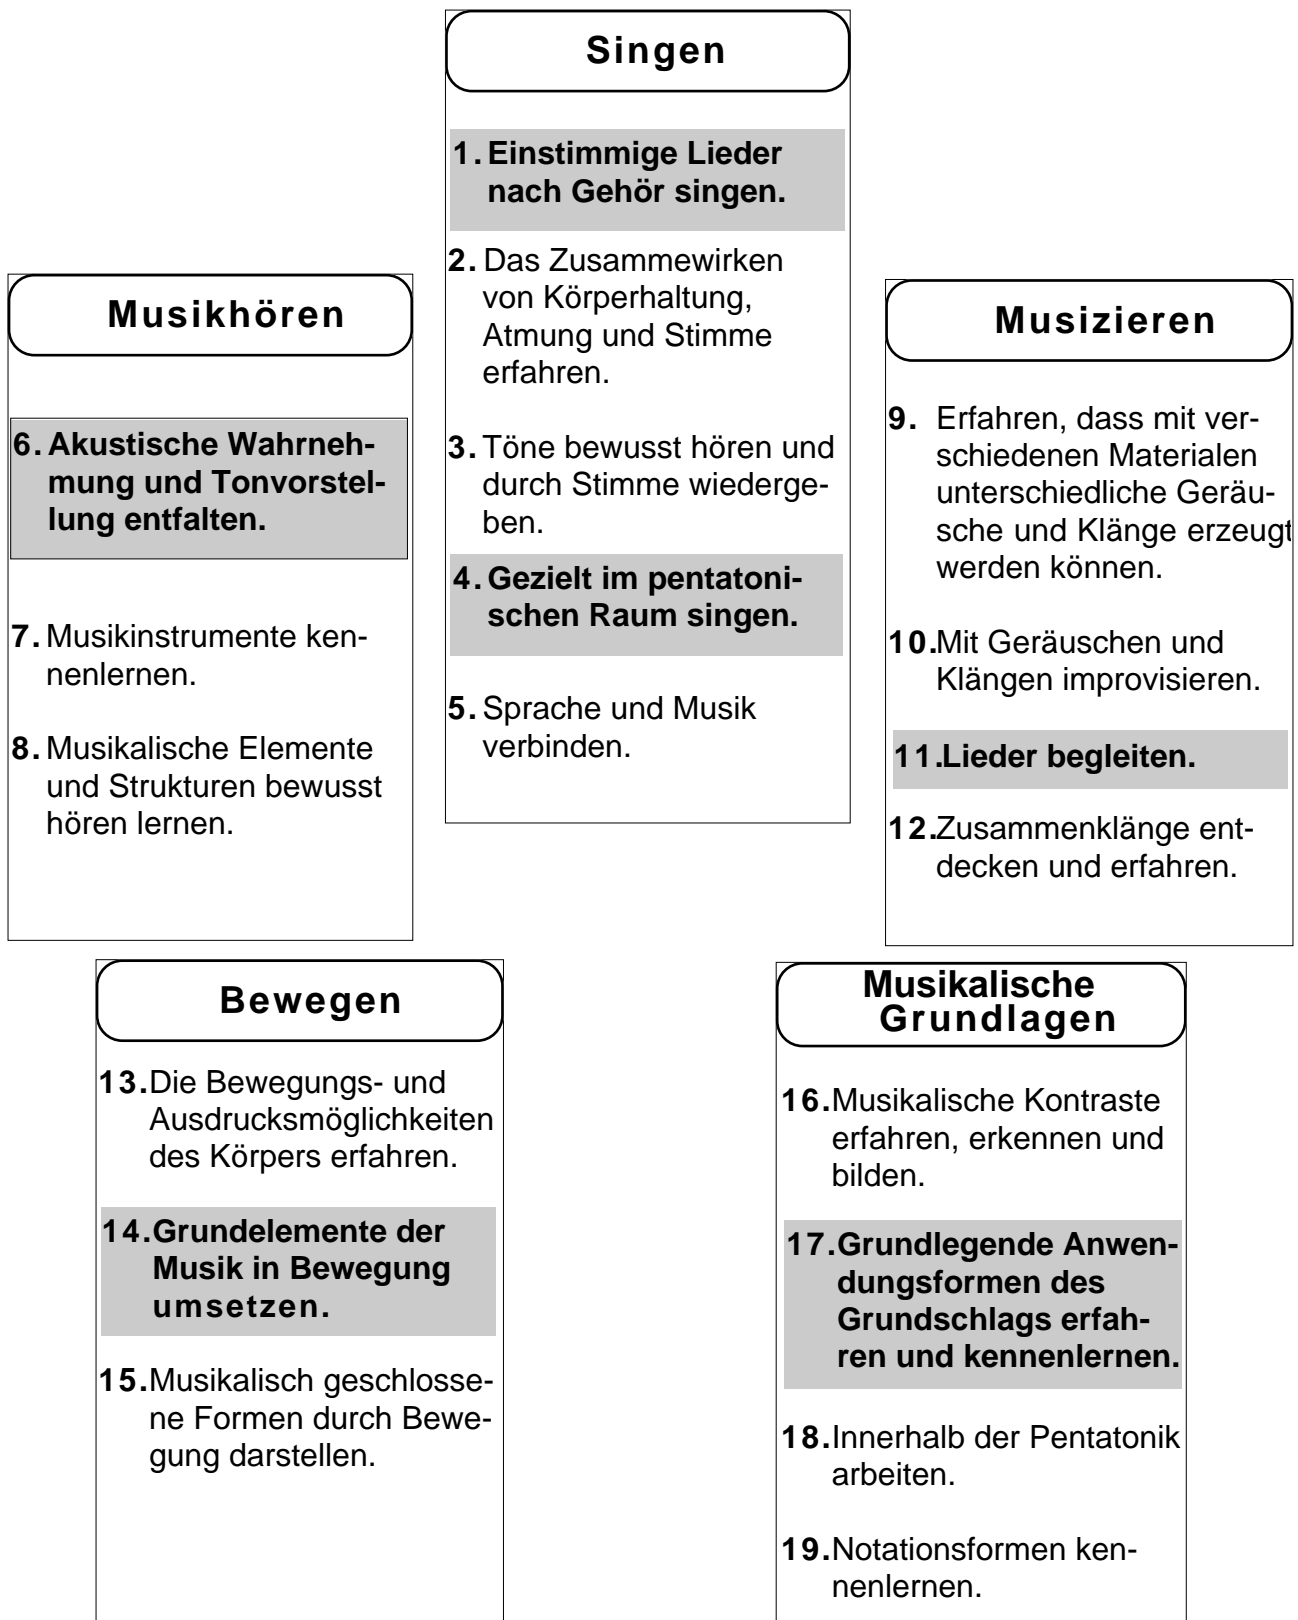 Singen
1. Einstimmige Lieder
nach Gehör singen.
2. Das Zusammewirken
von Körperhaltung,
Atmung und Stimme
erfahren.
3. Töne bewusst hören und
durch Stimme wiederge-
ben.
4. Gezielt im pentatoni-
schen Raum singen.
5. Sprache und Musik
verbinden.
Musikhören
6. Akustische Wahrneh-
mung und Tonvorstel-
lung entfalten.
7. Musikinstrumente ken-
nenlernen.
8. Musikalische Elemente
und Strukturen bewusst
hören lernen.
Musizieren
9. Erfahren, dass mit ver-
schiedenen Materialen
unterschiedliche Geräu-
sche und Klänge erzeugt
werden können.
10. Mit Geräuschen und
Klängen improvisieren.
11. Lieder begleiten.
12. Zusammenklänge ent-
decken und erfahren.
Bewegen
13. Die Bewegungs- und
Ausdrucksmöglichkeiten
des Körpers erfahren.
14. Grundelemente der
Musik in Bewegung
umsetzen.
15. Musikalisch geschlosse-
ne Formen durch Bewe-
gung darstellen.
Musikalische
Grundlagen
16. Musikalische Kontraste
erfahren, erkennen und
bilden.
17. Grundlegende Anwen-
dungsformen des
Grundschlags erfah-
ren und kennenlernen.
18. Innerhalb der Pentatonik
arbeiten.
19. Notationsformen ken-
nenlernen.